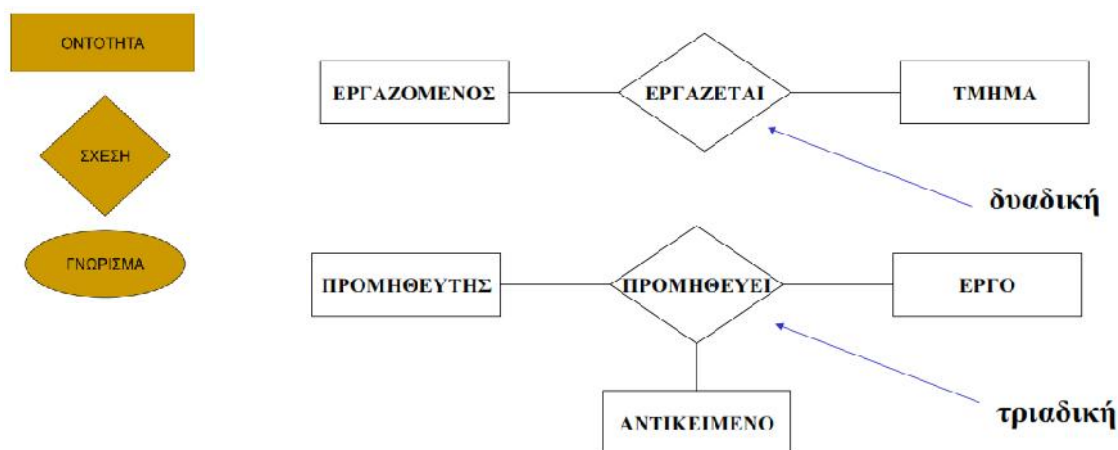 ΟΝΤΟΤΗΤΑ
ΣΧΕΣΗ
ΓΝΩΡΙΣΜΑ
ΕΡΓΑΖΟΜΕΝΟΣ
ΕΡΓΑΖΕΤΑΙ
ΤΜΗΜΑ
δυαδική
ΠΡΟΜΗΘΕΥΤΗΣ
ΠΡΟΜΗΘΕΥΕΙ
ΕΡΓΟ
ΑΝΤΙΚΕΙΜΕΝΟ
τριαδική